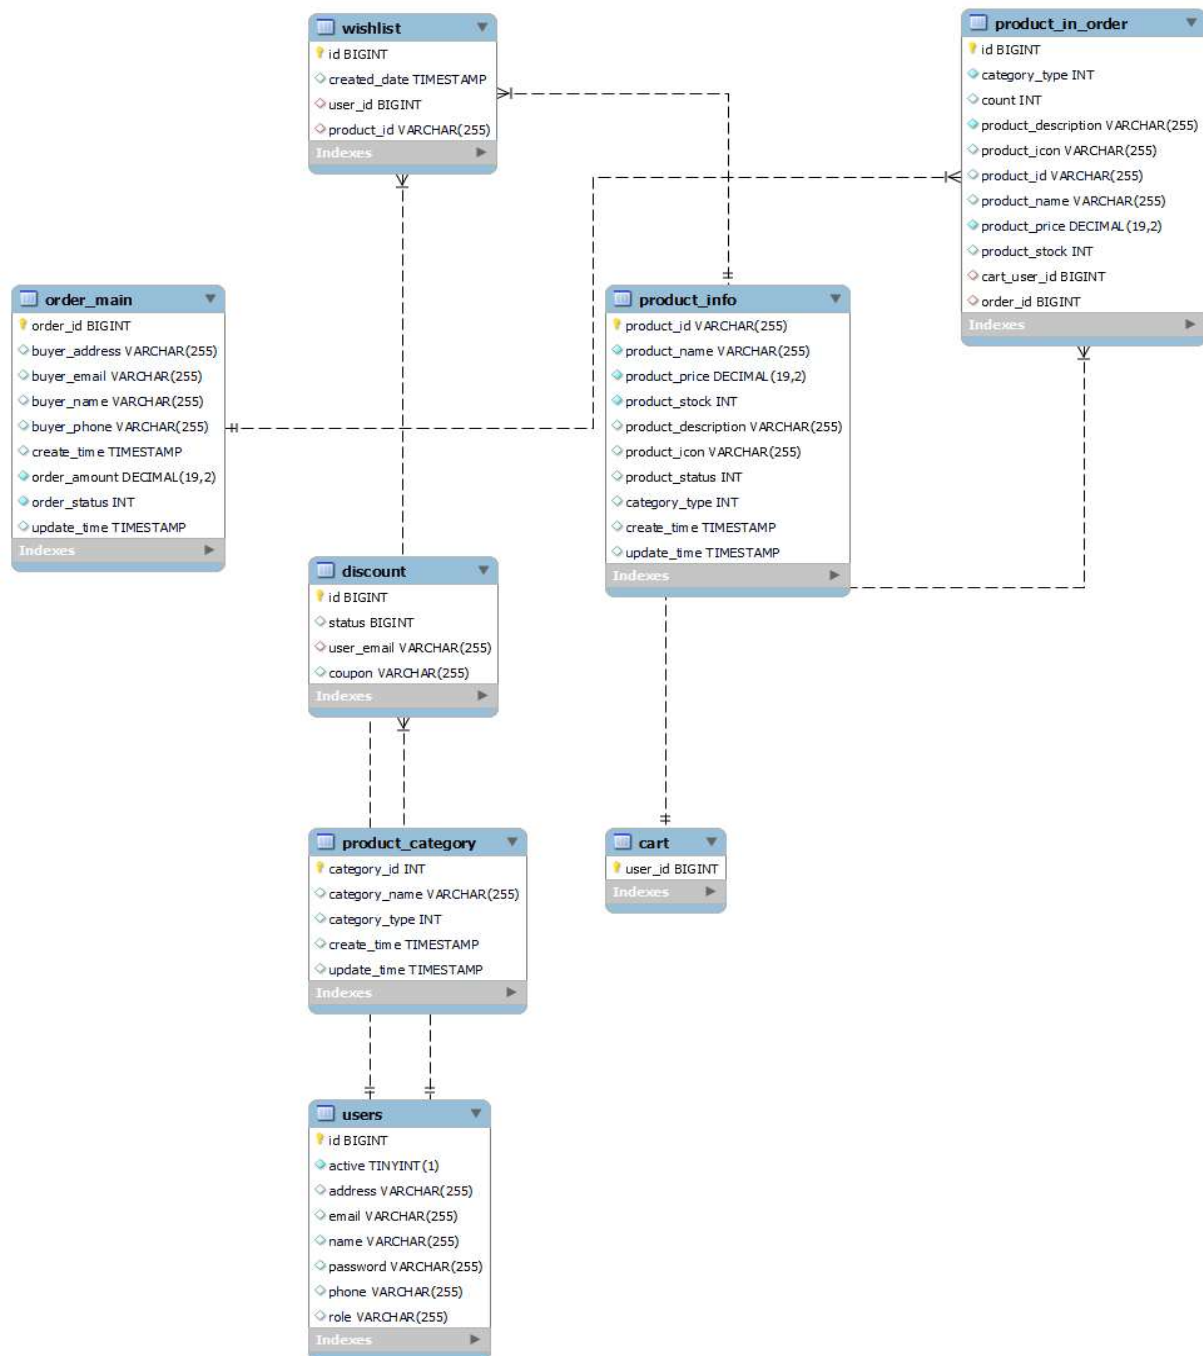 wishlist
id BIGINT
created_date TIMESTAMP
user_id BIGINT
product_id VARCHAR(255)
Indexes
product_in_order
id BIGINT
category_type INT
count INT
product_description VARCHAR(255)
product_icon VARCHAR(255)
product_id VARCHAR(255)
product_name VARCHAR(255)
product_price DECIMAL(19,2)
product_stock INT
cart_user_id BIGINT
order_id BIGINT
Indexes
order_main
order_id BIGINT
buyer_address VARCHAR(255)
buyer_email VARCHAR(255)
buyer_name VARCHAR(255)
buyer_phone VARCHAR(255)
create_time TIMESTAMP
order_amount DECIMAL(19,2)
order_status INT
update_time TIMESTAMP
Indexes
product_info
product_id VARCHAR(255)
product_name VARCHAR(255)
product_price DECIMAL(19,2)
product_stock INT
product_description VARCHAR(255)
product_icon VARCHAR(255)
product_status INT
category_type INT
create_time TIMESTAMP
update_time TIMESTAMP
Indexes
discount
id BIGINT
status BIGINT
user_email VARCHAR(255)
coupon VARCHAR(255)
Indexes
product_category
category_id INT
category_name VARCHAR(255)
category_type INT
create_time TIMESTAMP
update_time TIMESTAMP
Indexes
cart
user_id BIGINT
Indexes
users
id BIGINT
active TINYINT(1)
address VARCHAR(255)
email VARCHAR(255)
name VARCHAR(255)
password VARCHAR(255)
phone VARCHAR(255)
role VARCHAR(255)
Indexes